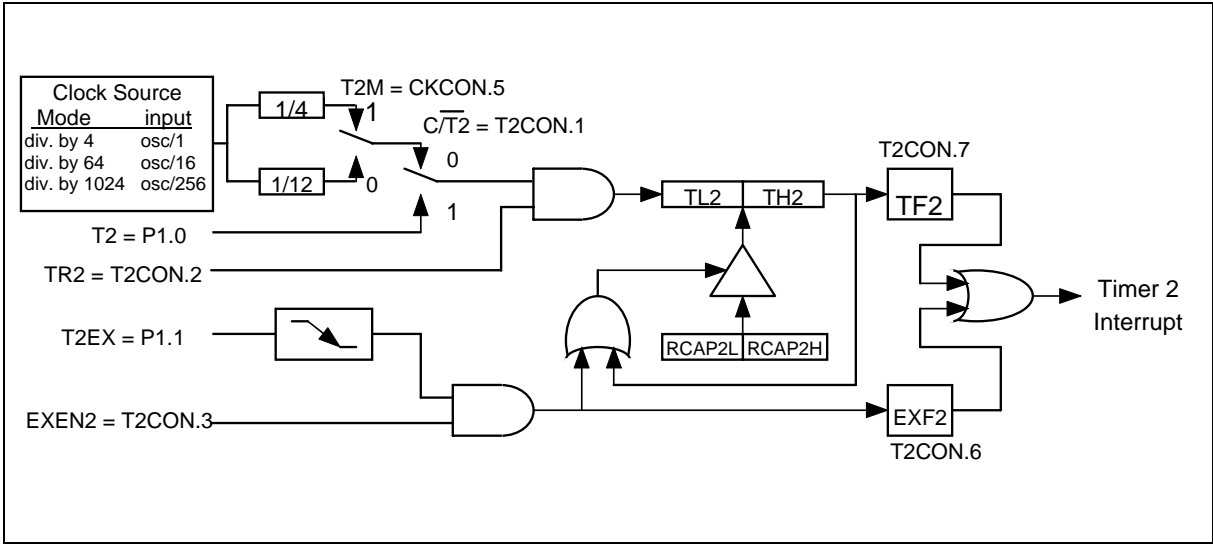 Clock Source
Mode input
div. by 4 osc/1
div. by 64 osc/16
div. by 1024 osc/256
1/4
1/12
T2M = CKCON.5
1
0
C/T2 = T2CON.1
0
1
T2 = P1.0
TR2 = T2CON.2
T2EX = P1.1
EXEN2 = T2CON.3
TL2 TH2
RCAP2L RCAP2H
T2CON.7
TF2
EXF2
T2CON.6
Timer 2
Interrupt